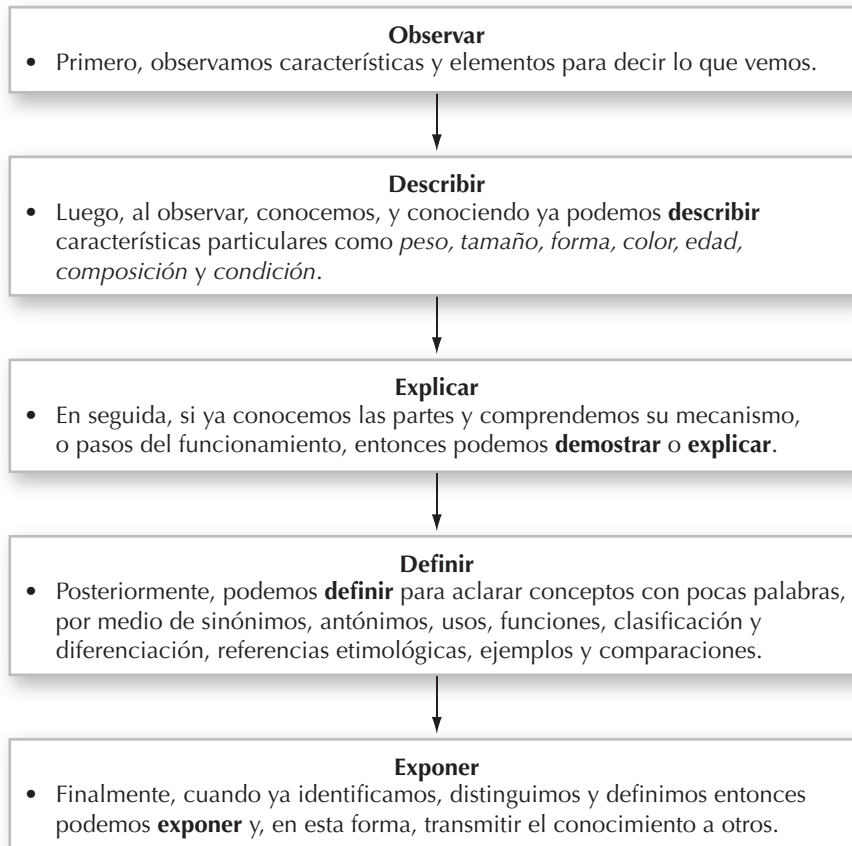 Observar
• Primero, observamos características y elementos para decir lo que vemos.
Describir
• Luego, al observar, conocemos, y conociendo ya podemos describir
características particulares como peso, tamaño, forma, color, edad,
composición y condición.
Explicar
• En seguida, si ya conocemos las partes y comprendemos su mecanismo,
o pasos del funcionamiento, entonces podemos demostrar o explicar.
Definir
• Posteriormente, podemos definir para aclarar conceptos con pocas palabras,
por medio de sinónimos, antónimos, usos, funciones, clasificación y
diferenciación, referencias etimológicas, ejemplos y comparaciones.
Exponer
• Finalmente, cuando ya identificamos, distinguimos y definimos entonces
podemos exponer y, en esta forma, transmitir el conocimiento a otros.